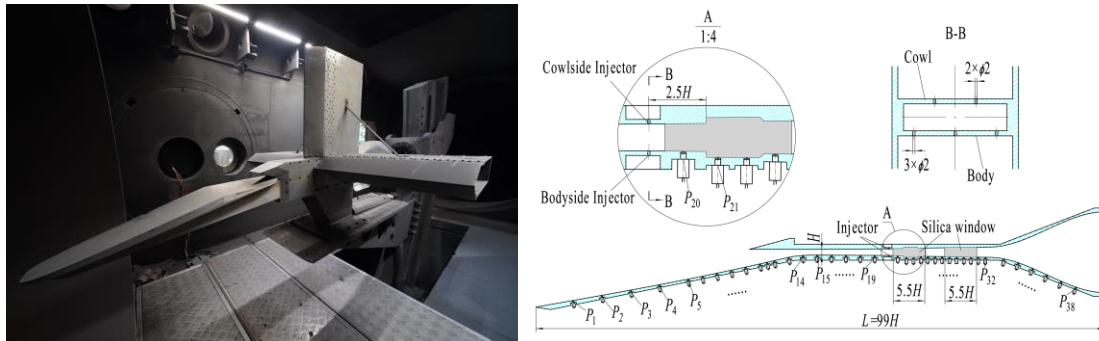 A
1:4
Cowlside Injector
B
2.5H
Bodyside Injector
B
P20
P21
B-B
Cowl
2×ϕ2
3×ϕ2
Body
A
Injector
Silica window
H
P1
P2
P3
P4
P5
......
P14
P15
......
P19
......
P32
......
P38
5.5H
5.5H
L=99H